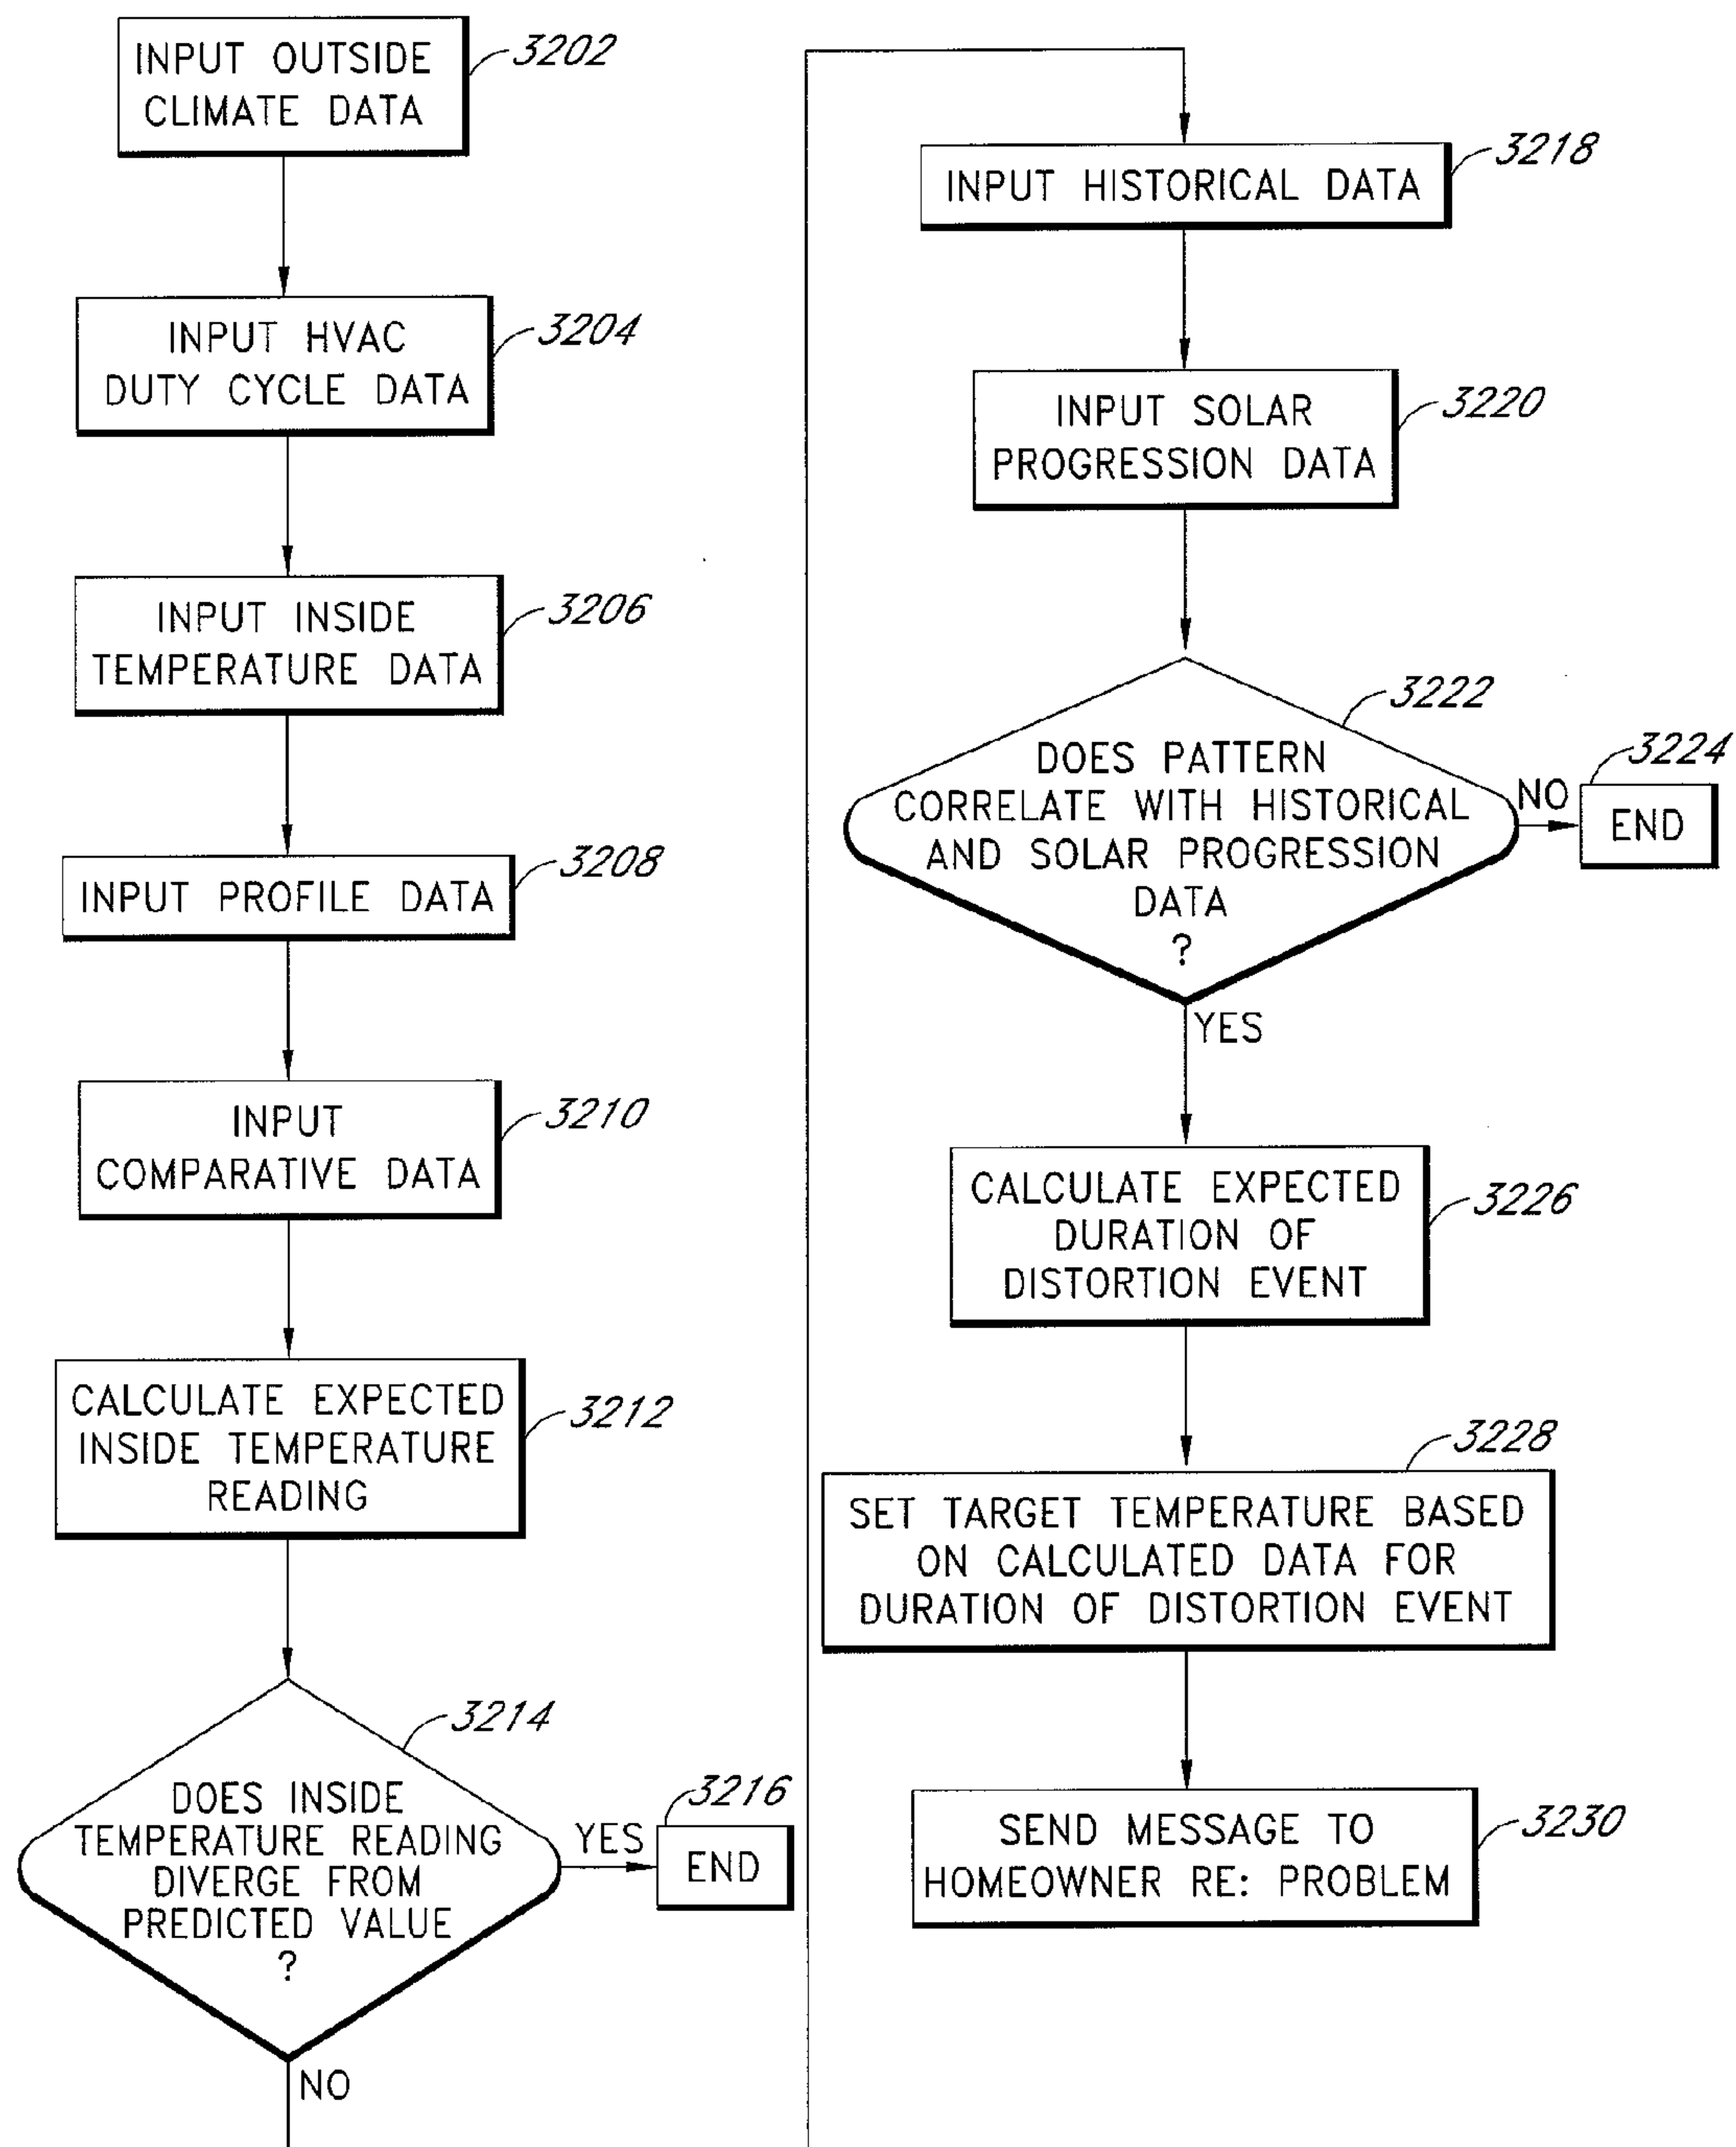 INPUT OUTSIDE
CLIMATE DATA
3202
INPUT HVAC
DUTY CYCLE DATA
3204
INPUT INSIDE
TEMPERATURE DATA
3206
INPUT PROFILE DATA
3208
INPUT
COMPARATIVE DATA
3210
CALCULATE EXPECTED
INSIDE TEMPERATURE
READING
3212
3214
DOES INSIDE
TEMPERATURE READING
DIVERGE FROM
PREDICTED VALUE
?
YES
3216
END
NO
INPUT HISTORICAL DATA
3218
INPUT SOLAR
PROGRESSION DATA
3220
3222
DOES PATTERN
CORRELATE WITH HISTORICAL
AND SOLAR PROGRESSION
DATA
?
NO
3224
END
YES
CALCULATE EXPECTED
DURATION OF
DISTORTION EVENT
3226
3228
SET TARGET TEMPERATURE BASED
ON CALCULATED DATA FOR
DURATION OF DISTORTION EVENT
SEND MESSAGE TO
HOMEOWNER RE: PROBLEM
3230